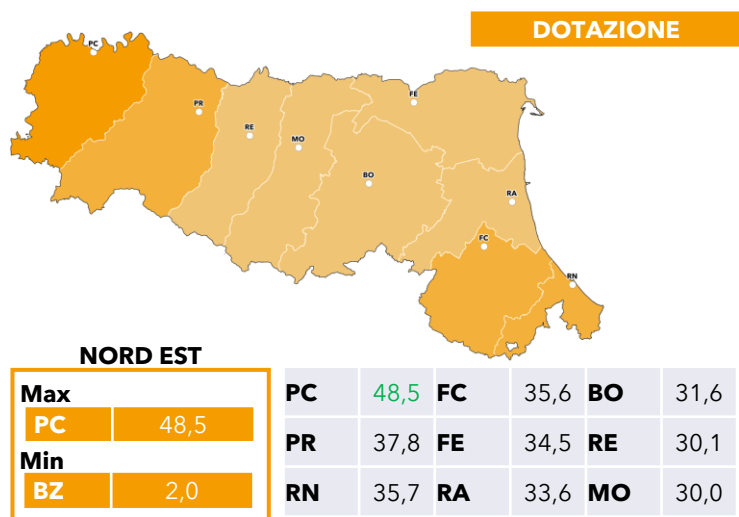 DOTAZIONE
PC
PR
RE
MO
FE
BO
RA
FC
RN
NORD EST
Max
PC 48,5
Min
BZ 2,0
PC 48,5 FC 35,6 BO 31,6
PR 37,8 FE 34,5 RE 30,1
RN 35,7 RA 33,6 MO 30,0